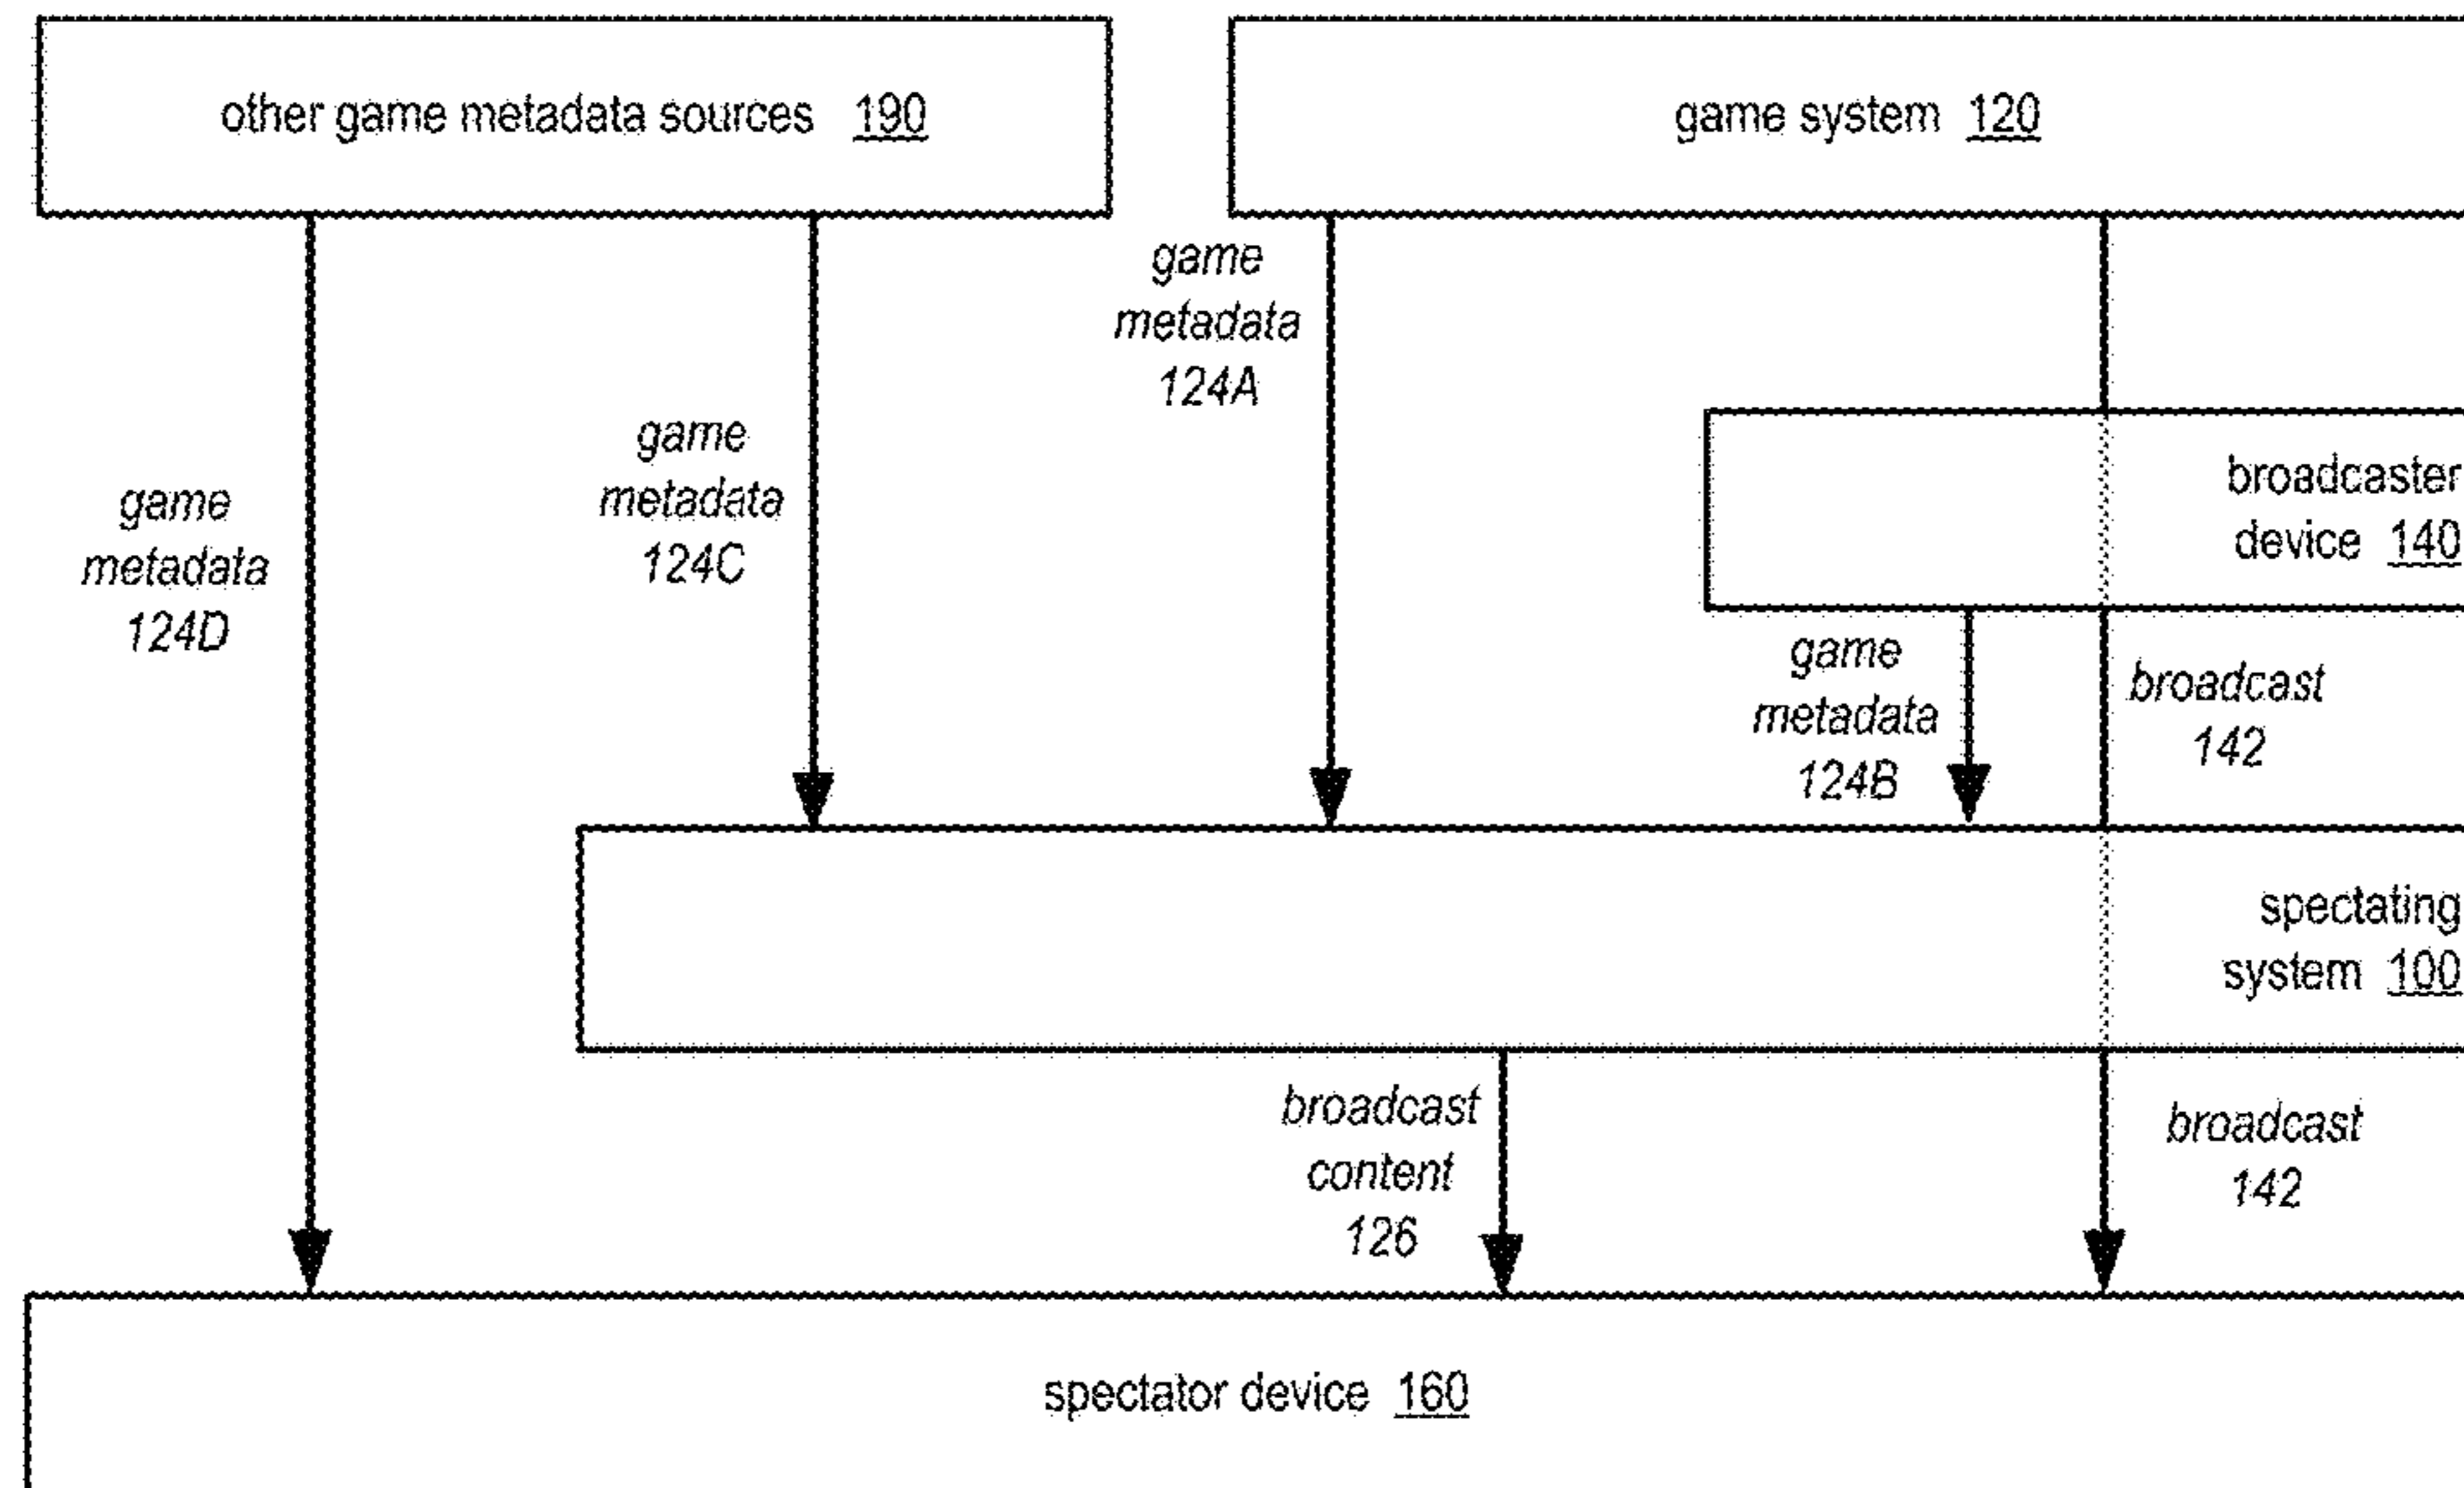 other game metadata sources 190
game system 120
game
metadata
124A
game
metadata
124C
game
metadata
124D
broadcaster
device 140
game
metadata
124B
broadcast
142
spectating
system 100
broadcast
content
126
broadcast
142
spectator device 160